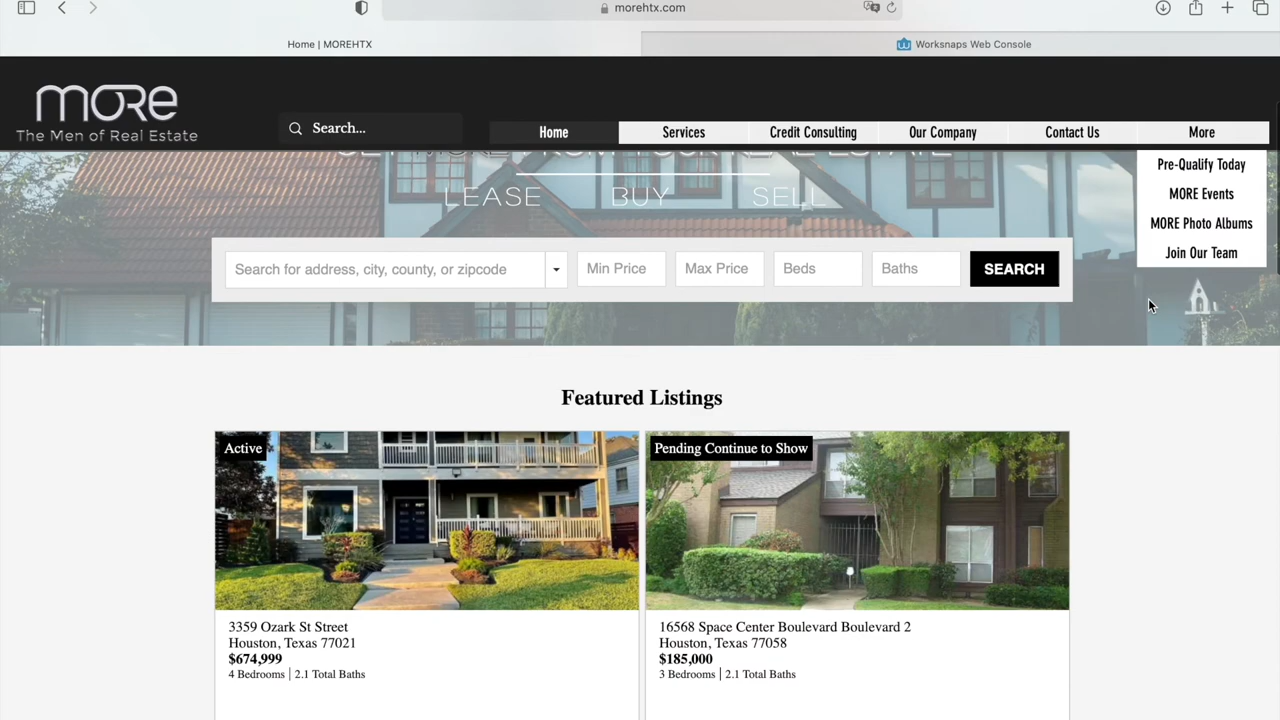 morehtx.com
Home | MOREHTX
Worksnaps Web Console
more
The Men of Real Estate
Search...
Home
Services
Credit Consulting
Our Company
Contact Us
More
Pre-Qualify Today
MORE Events
MORE Photo Albums
Join Our Team
LEASE BUY SELL
Search for address, city, county, or zipcode
Min Price
Max Price
Beds
Baths
SEARCH
Featured Listings
Active
3359 Ozark St Street
Houston, Texas 77021
$674,999
4 Bedrooms | 2.1 Total Baths
Pending Continue to Show
16568 Space Center Boulevard Boulevard 2
Houston, Texas 77058
$185,000
3 Bedrooms | 2.1 Total Baths